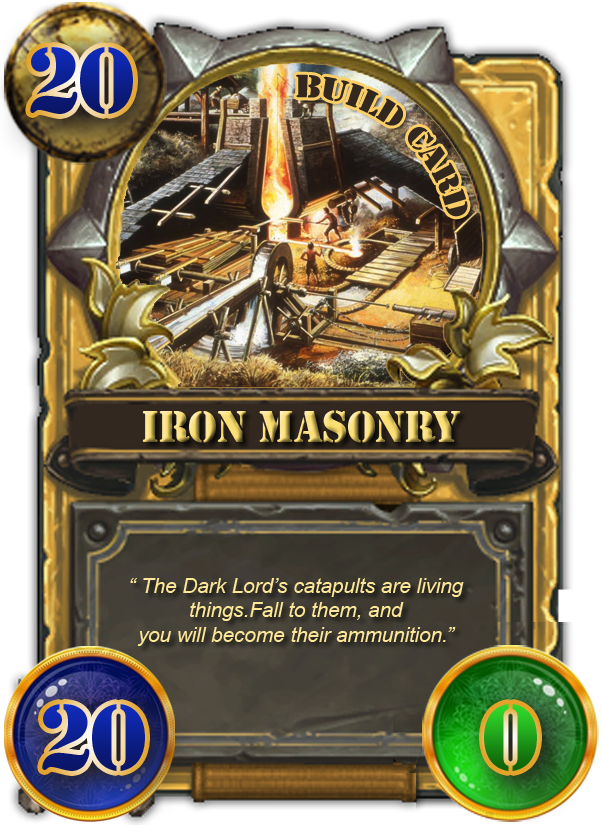 20
BUILD CARD
IRON MASONRY
“ The Dark Lord’s catapults are living
things.Fall to them, and
you will become their ammunition.”
20
0